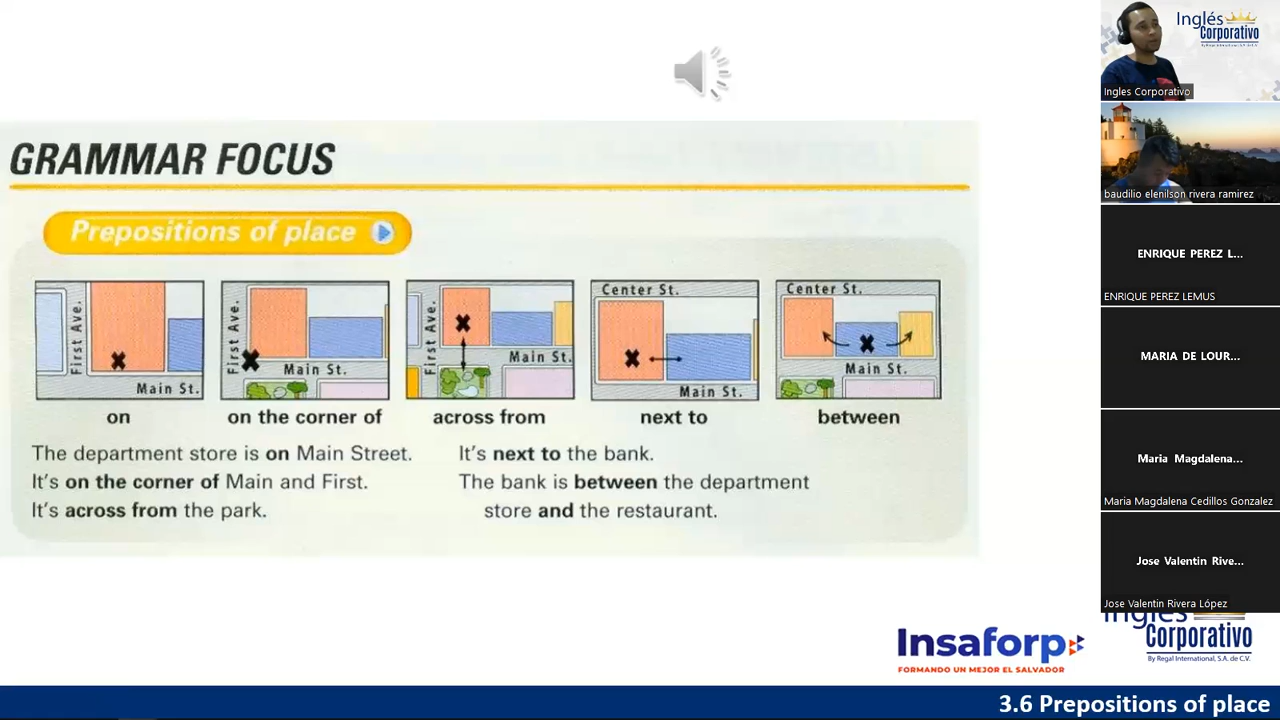 GRAMMAR FOCUS
Prepositions of place
First Ave.
Main St.
on
First Ave.
Main St.
on the corner of
First Ave.
Main St.
across from
Center St.
Main St.
next to
Center St.
Main St.
between
The department store is on Main Street.
It's on the corner of Main and First.
It's across from the park.
It's next to the bank.
The bank is between the department
store and the restaurant.
Insaforp
FORMANDO UN MEJOR EL SALVADOR
Inglés
Corporativo
By Regal International, S.A. de C.V.
3.6 Prepositions of place
Inglés
Corporativo
By Regal International, S.A. de C.V.
Ingles Corporativo
baudilio elenilson rivera ramirez
ENRIQUE PEREZ L...
ENRIQUE PEREZ LEMUS
MARIA DE LOUR...
Maria Magdalena...
Maria Magdalena Cedillos Gonzalez
Jose Valentin Rive...
Jose Valentin Rivera López